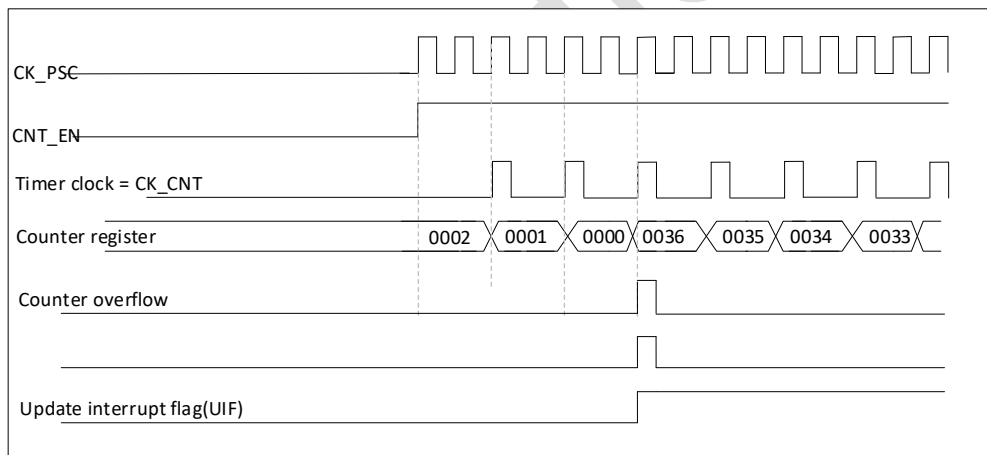 CK_PSC
CNT_EN
Timer clock = CK_CNT
Counter register 0002 0001 0000 0036 0035 0034 0033
Counter overflow
Update interrupt flag(UIF)